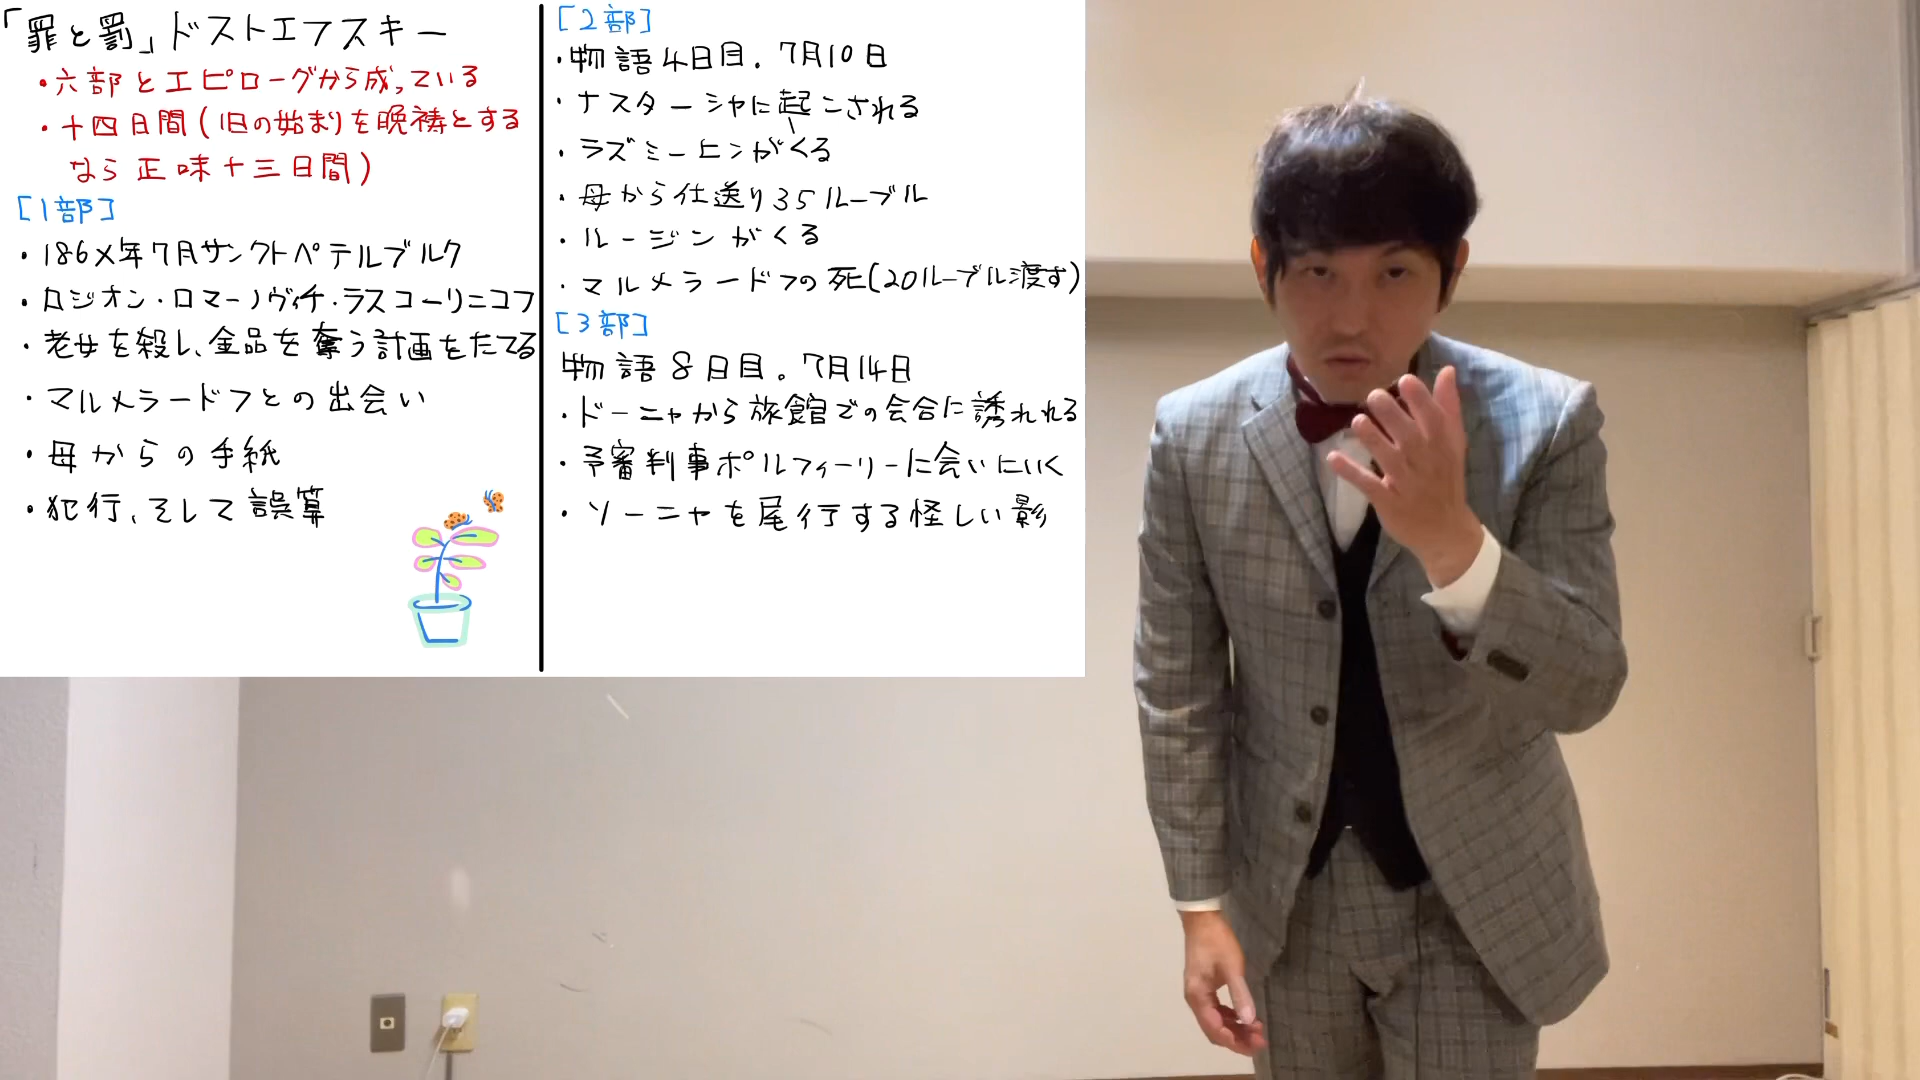 「罪と罰」ドストエフスキー
・六部とエピローグから成っている
・十四日間(旧の始まりを晩祷とする
なら正味十三日間)
[1部]
・186X年7月サンクトペテルブルク
・ロジオン・ロマーノヴィチ・ラスコーリニコフ
・老女を殺し、金品を奪う計画をたてる
・マルメラードフとの出会い
・母からの手紙
・犯行、そして誤算
[2部]
・物語4日目.7月10日
・ナスターシャに起こされる
・ラズミーヒンがくる
・母から仕送り35ルーブル
・ルージンがくる
・マルメラードフの死(20ルーブル渡す)
[3部]
物語8日目。7月14日
・ドーニャから旅館での会合に誘われる
・予審判事ポルフィーリーに会いにいく
・ソーニャを尾行する怪しい影